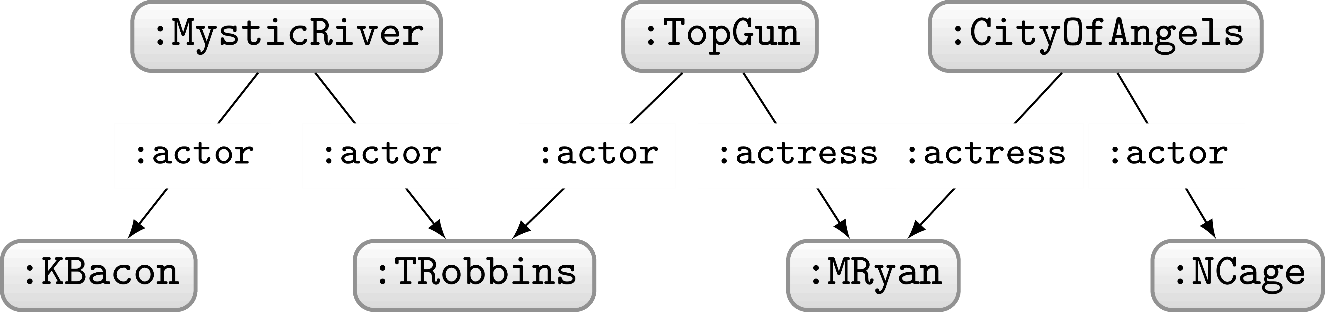 :MysticRiver :TopGun :CityOfAngels
:actor :actor :actor :actress :actress :actor
:KBacon :TRobbins :MRyan :NCage